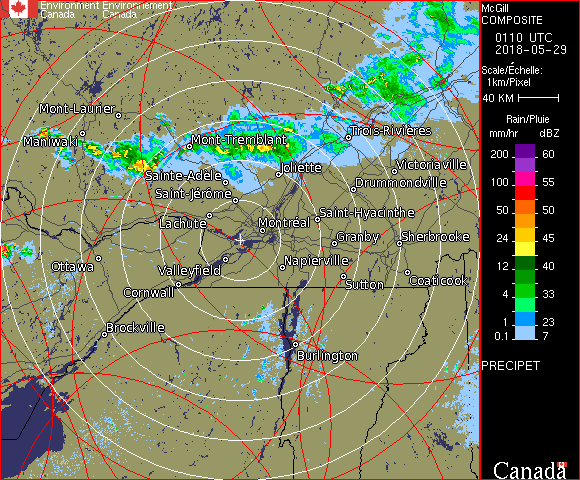 Environment Environnement
Canada Canada
McGill
COMPOSITE
0110 UTC
2018-05-29
Scale/Échelle:
1km/Pixel
40 KM
Rain/Pluie
mm/hr dBZ
200 60
150 56
100 55
50 50
24 45
12 40
4 33
1 23
0.1 7
PRECIPET
Canada
Mont-Laurier
Maniwaki
Mont-Tremblant
Trois-Rivières
Joliette
Victoriaville
Sainte-Adèle
Drummondville
Saint-Jérôme
Saint-Hyacinthe
Lachute
Montréal
Granby
Sherbrooke
Ottawa
Valleyfield
Napierville
Coaticook
Cornwall
Sutton
Brockville
Burlington